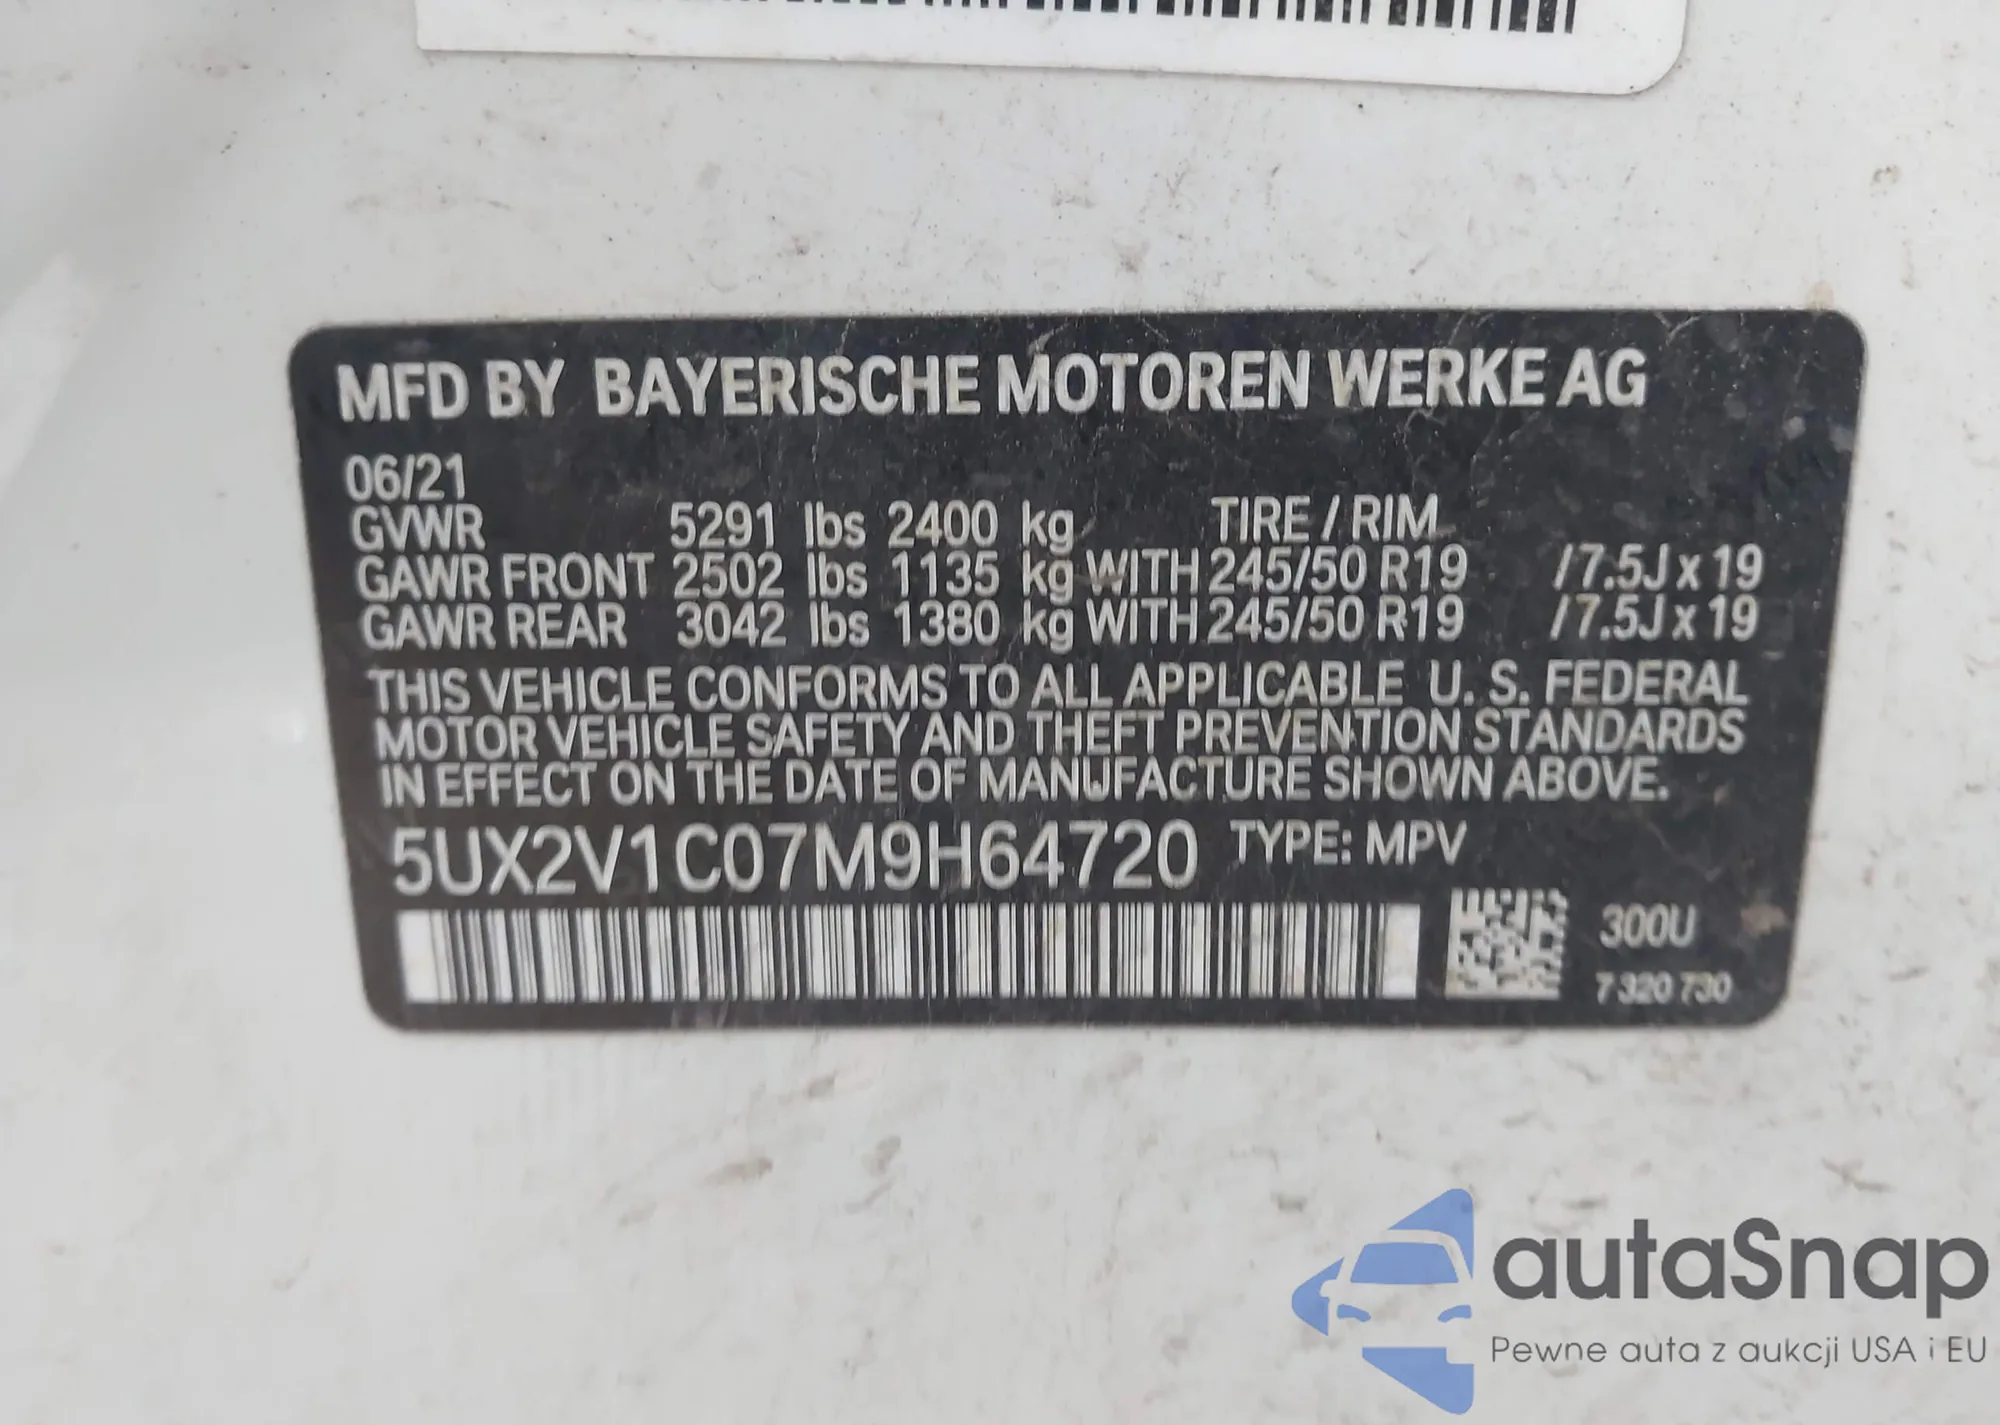 MFD BY BAYERISCHE MOTOREN WERKE AG
06/21
GVWR 5291 lbs 2400 kg TIRE / RIM
GAWR FRONT 2502 lbs 1135 kg WITH 245/50 R19 /7.5J x 19
GAWR REAR 3042 lbs 1380 kg WITH 245/50 R19 /7.5J x 19
THIS VEHICLE CONFORMS TO ALL APPLICABLE U. S. FEDERAL
MOTOR VEHICLE SAFETY AND THEFT PREVENTION STANDARDS
IN EFFECT ON THE DATE OF MANUFACTURE SHOWN ABOVE.
5UX2V1C07M9H64720 TYPE: MPV
300U
7 320 730
autaSnap
Pewne auta z aukcji USA i EU